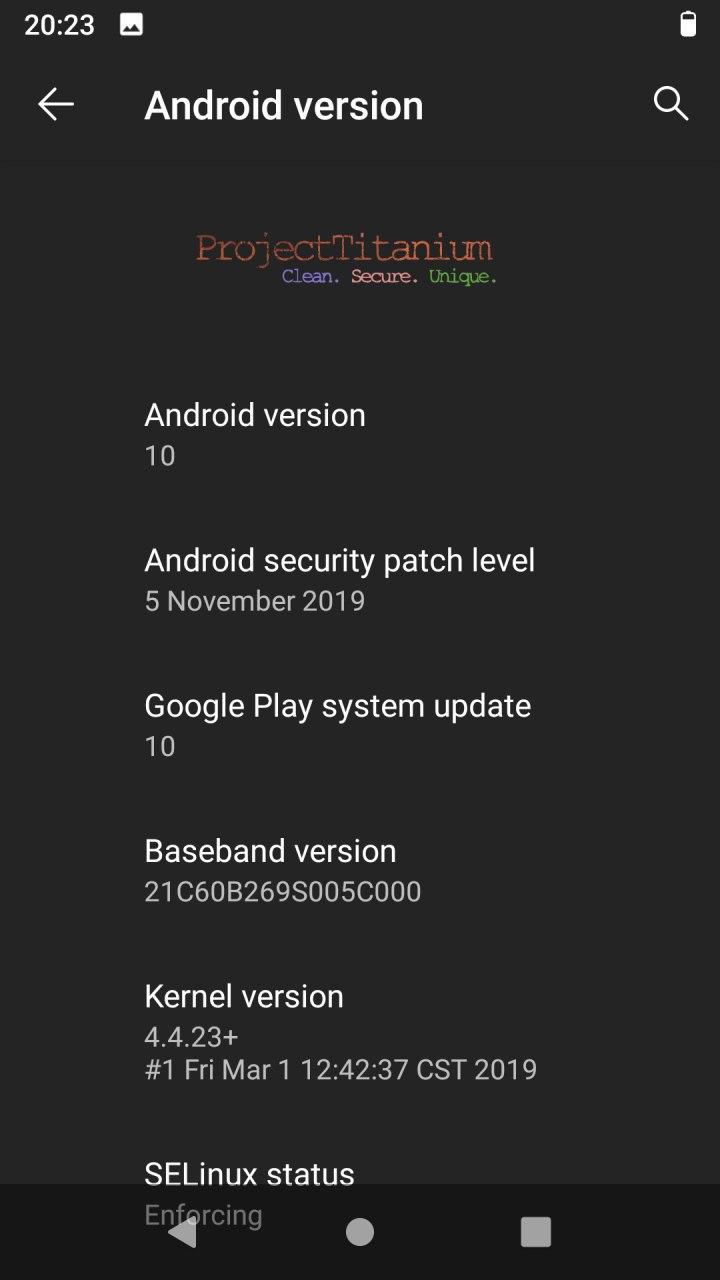 20:23
Android version
ProjectTitanium
Clean. Secure. Unique.
Android version
10
Android security patch level
5 November 2019
Google Play system update
10
Baseband version
21C60B269S005C000
Kernel version
4.4.23+
#1 Fri Mar 1 12:42:37 CST 2019
SELinux status
Enforcing